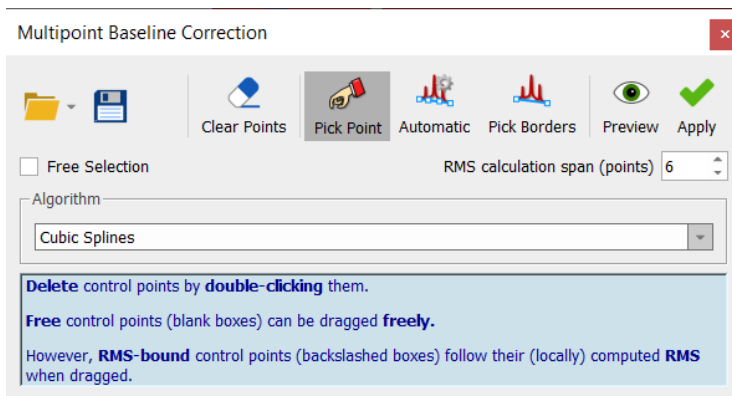 Multipoint Baseline Correction
Clear Points
Pick Point
Automatic
Pick Borders
Preview
Apply
Free Selection
RMS calculation span (points) 6
Algorithm
Cubic Splines
Delete control points by double-clicking them.
Free control points (blank boxes) can be dragged freely.
However, RMS-bound control points (backslashed boxes) follow their (locally) computed RMS
when dragged.